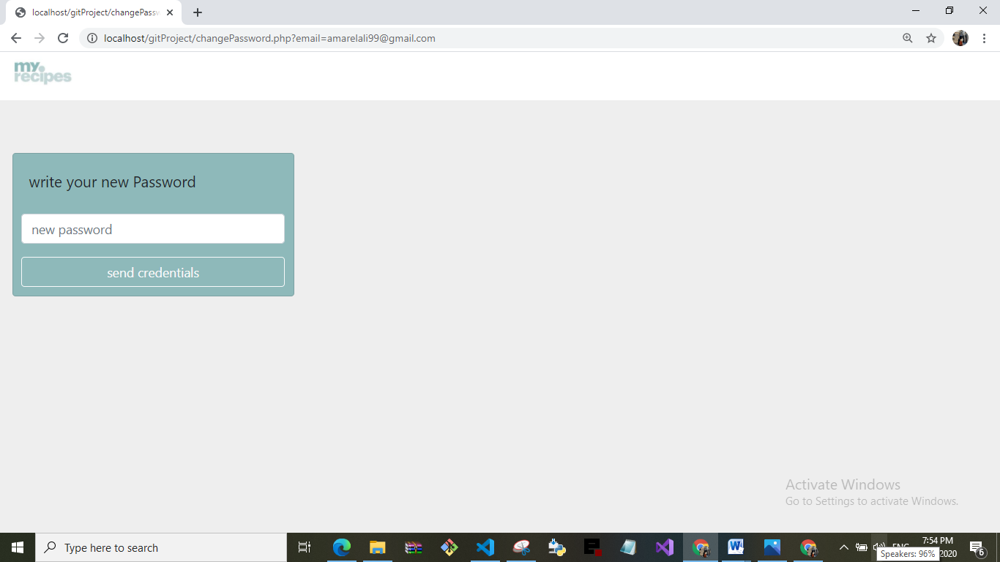 localhost/gitProject/changePassw
localhost/gitProject/changePassword.php?email=amarelali99@gmail.com
my.
recipes
write your new Password
new password
send credentials
Activate Windows
Go to Settings to activate Windows.
Type here to search
ENG
7:54 PM
2020
Speakers: 96%
6